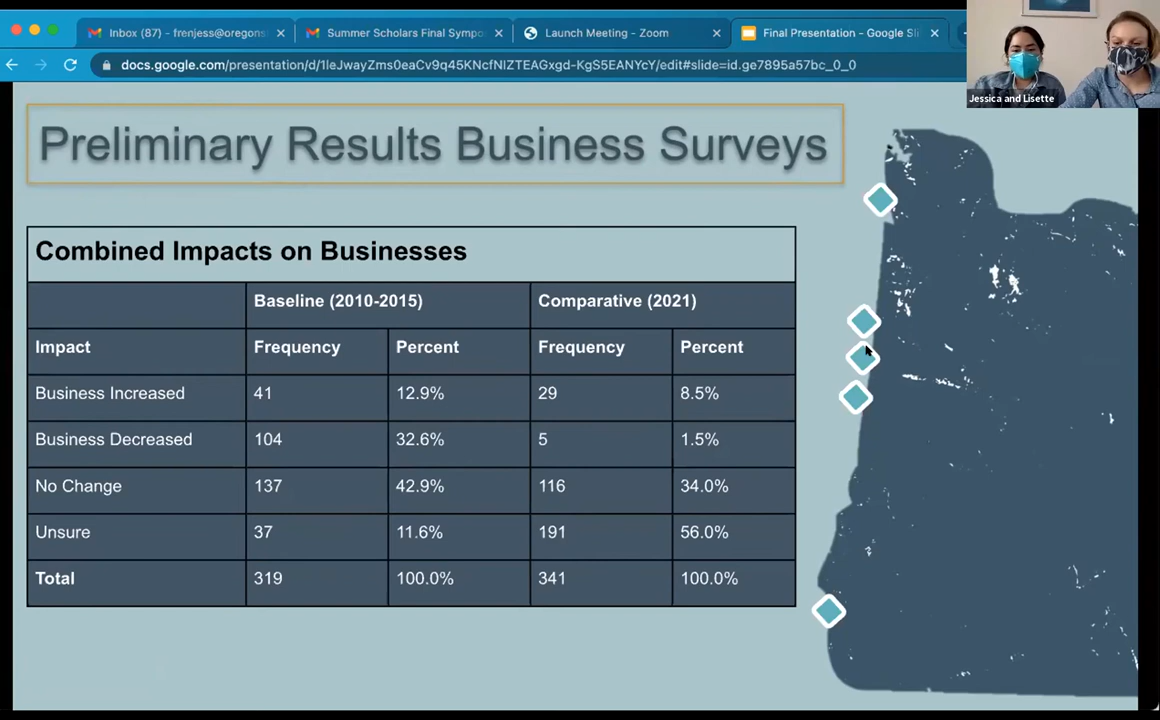 Inbox (87) - frenjess@oregons
Summer Scholars Final Sympo
Launch Meeting - Zoom
Final Presentation - Google Sli
docs.google.com/presentation/d/1leJwayZms0eaCv9q45KNcfNIZTEAGxgd-KgS5EANYcY/edit#slide=id.ge7895a57bc_0_0
Jessica and Lisette
Preliminary Results Business Surveys
Combined Impacts on Businesses
Baseline (2010-2015) Comparative (2021)
Impact Frequency Percent Frequency Percent
Business Increased 41 12.9% 29 8.5%
Business Decreased 104 32.6% 5 1.5%
No Change 137 42.9% 116 34.0%
Unsure 37 11.6% 191 56.0%
Total 319 100.0% 341 100.0%